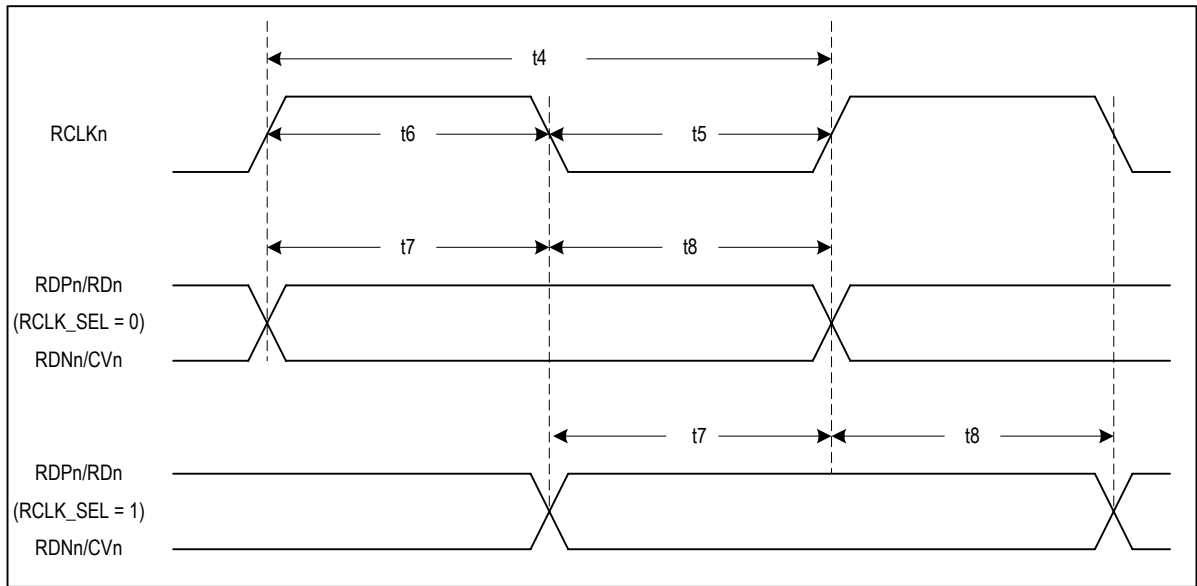 t4
RCLKn
t6
t5
t7
t8
RDPn/RDn
(RCLK_SEL = 0)
RDNn/CVn
t7
t8
RDPn/RDn
(RCLK_SEL = 1)
RDNn/CVn